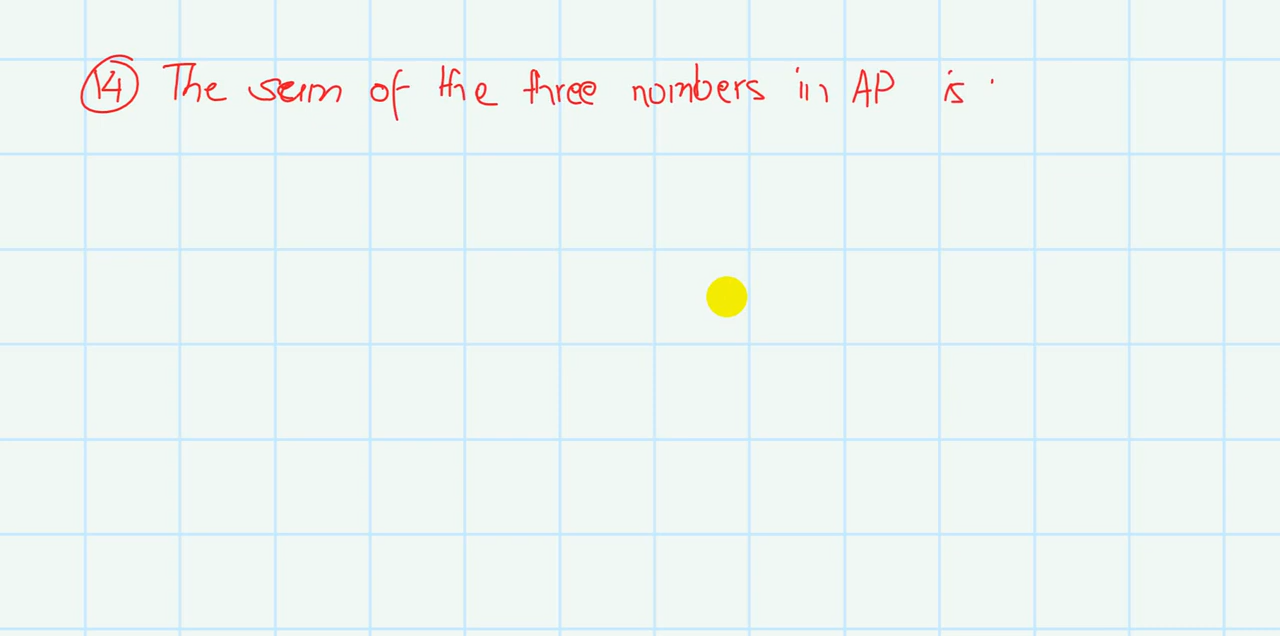 ⑭ The sum of the three numbers in AP is